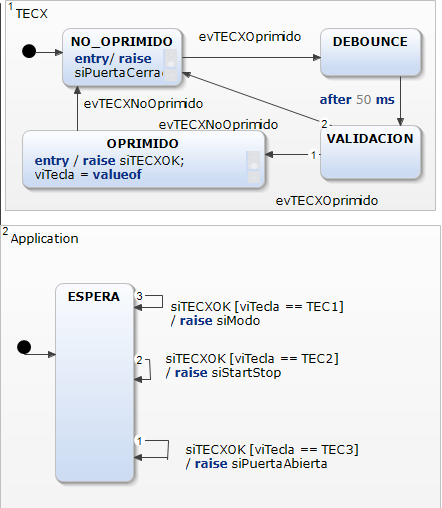 1
TECX
NO_OPRIMIDO
entry/ raise
siPuertaCerra
evTECXOprimido
DEBOUNCE
after 50 ms
evTECXNoOprimido
evTECXNoOprimido
2
VALIDACION
OPRIMIDO
entry / raise siTECXOK;
viTecla = valueof
1
evTECXOprimido
2
Application
ESPERA
3
siTECXOK [viTecla == TEC1]
/ raise siModo
2
siTECXOK [viTecla == TEC2]
/ raise siStartStop
1
siTECXOK [viTecla == TEC3]
/ raise siPuertaAbierta